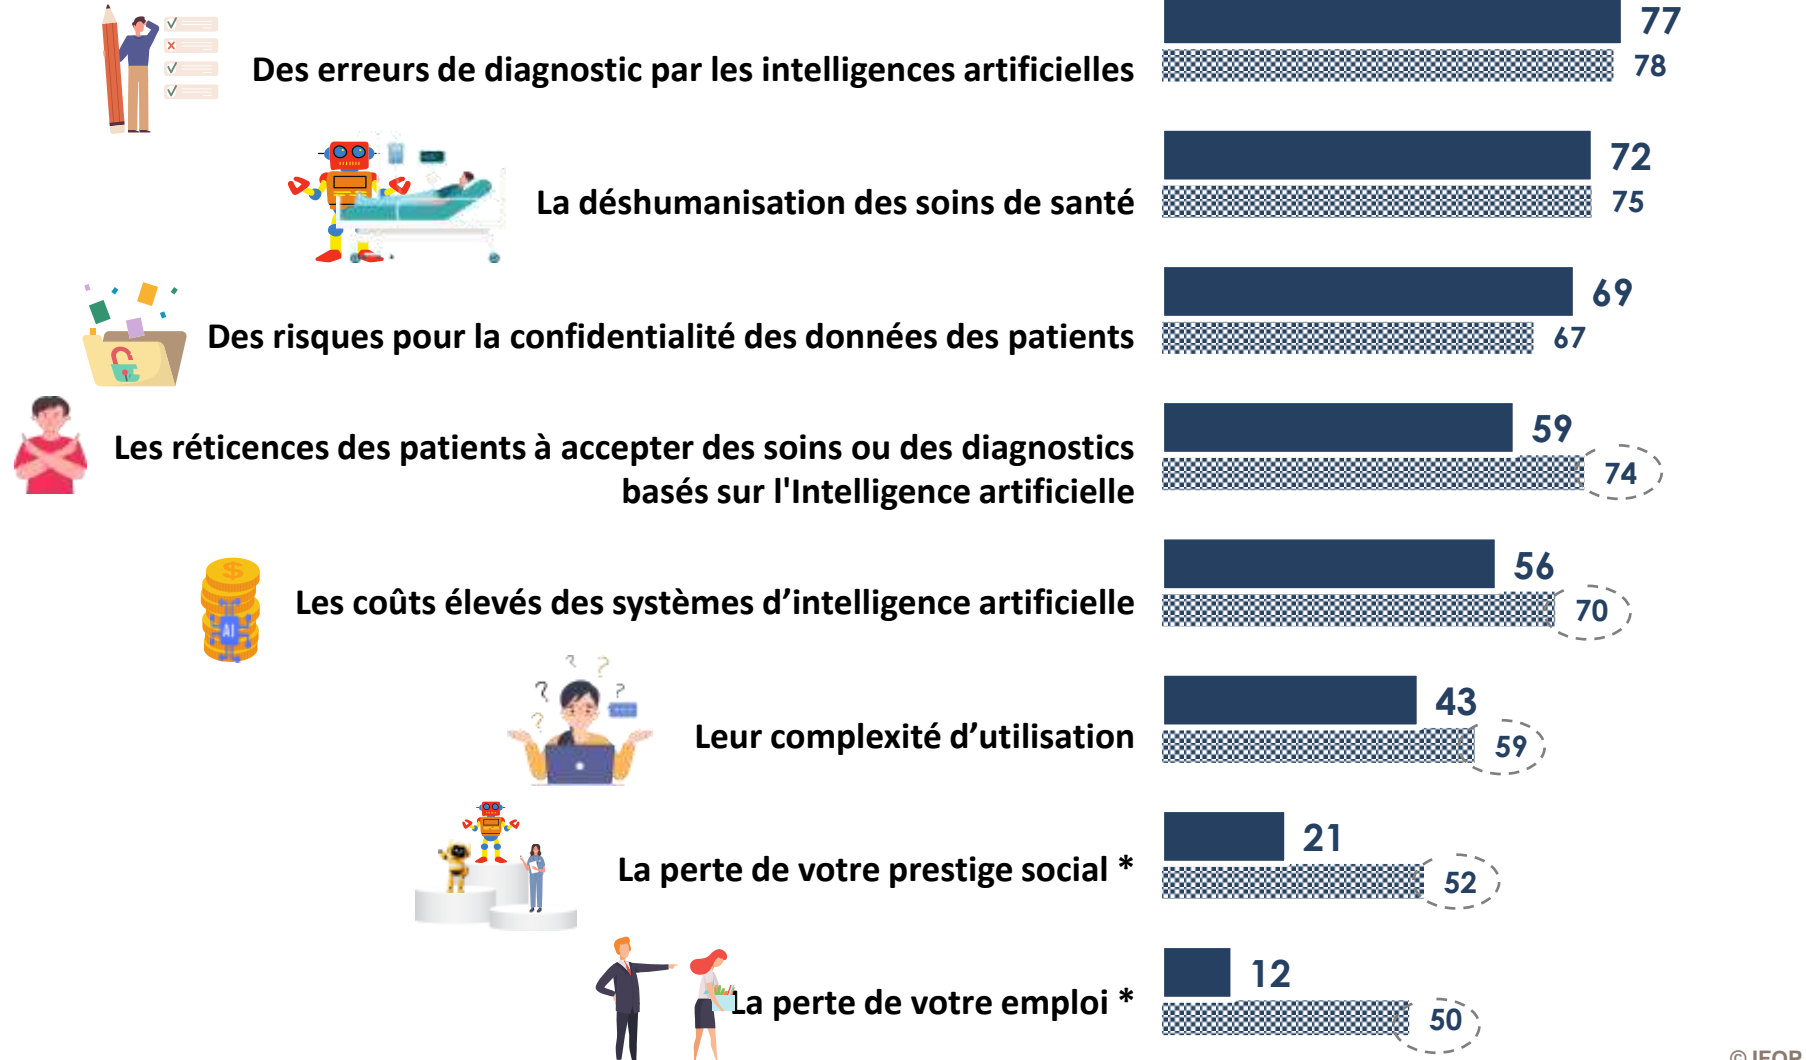 77
Des erreurs de diagnostic par les intelligences artificielles
78
72
La déshumanisation des soins de santé
75
69
Des risques pour la confidentialité des données des patients
67
59
Les réticences des patients à accepter des soins ou des diagnostics
basés sur l'Intelligence artificielle
74
56
Les coûts élevés des systèmes d’intelligence artificielle
70
AI
43
Leur complexité d’utilisation
59
21
La perte de votre prestige social *
52
12
La perte de votre emploi *
50